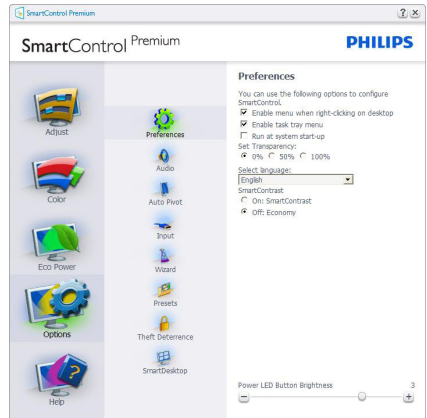 SmartControl Premium
SmartControl Premium
PHILIPS
Adjust
Color
Eco Power
Options
Help
Preferences
Audio
Auto Pivot
Input
Wizard
Presets
Theft Deterrence
SmartDesktop
Preferences
You can use the following options to configure
SmartControl.
Enable menu when right-clicking on desktop
Enable task tray menu
Run at system start-up
Set Transparency:
0% 50% 100%
Select language:
English
SmartContrast
On: SmartContrast
Off: Economy
Power LED Button Brightness 3